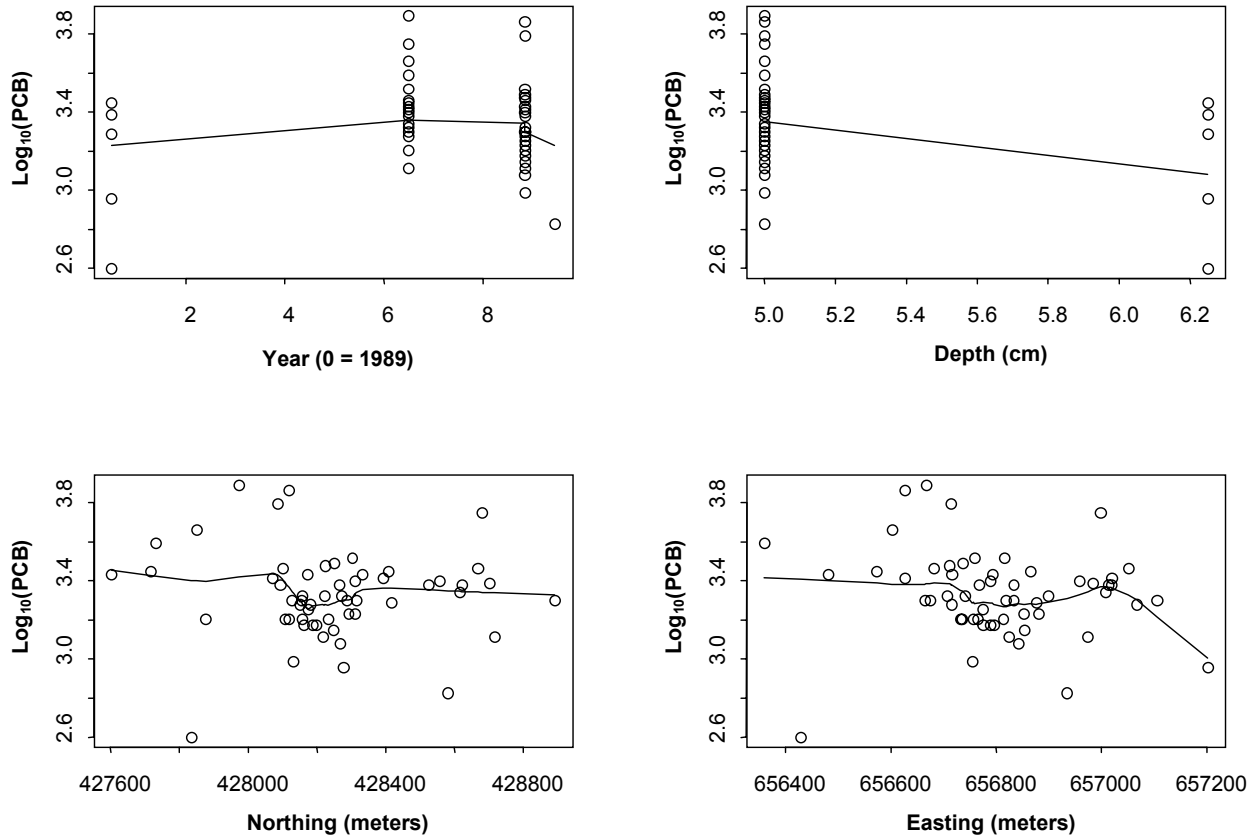 3.8
3.4
3.0
2.6
Log₁₀(PCB)
2 4 6 8
Year (0 = 1989)
3.8
3.4
3.0
2.6
Log₁₀(PCB)
5.0 5.2 5.4 5.6 5.8 6.0 6.2
Depth (cm)
3.8
3.4
3.0
2.6
Log₁₀(PCB)
427600 428000 428400 428800
Northing (meters)
3.8
3.4
3.0
2.6
Log₁₀(PCB)
656400 656600 656800 657000 657200
Easting (meters)